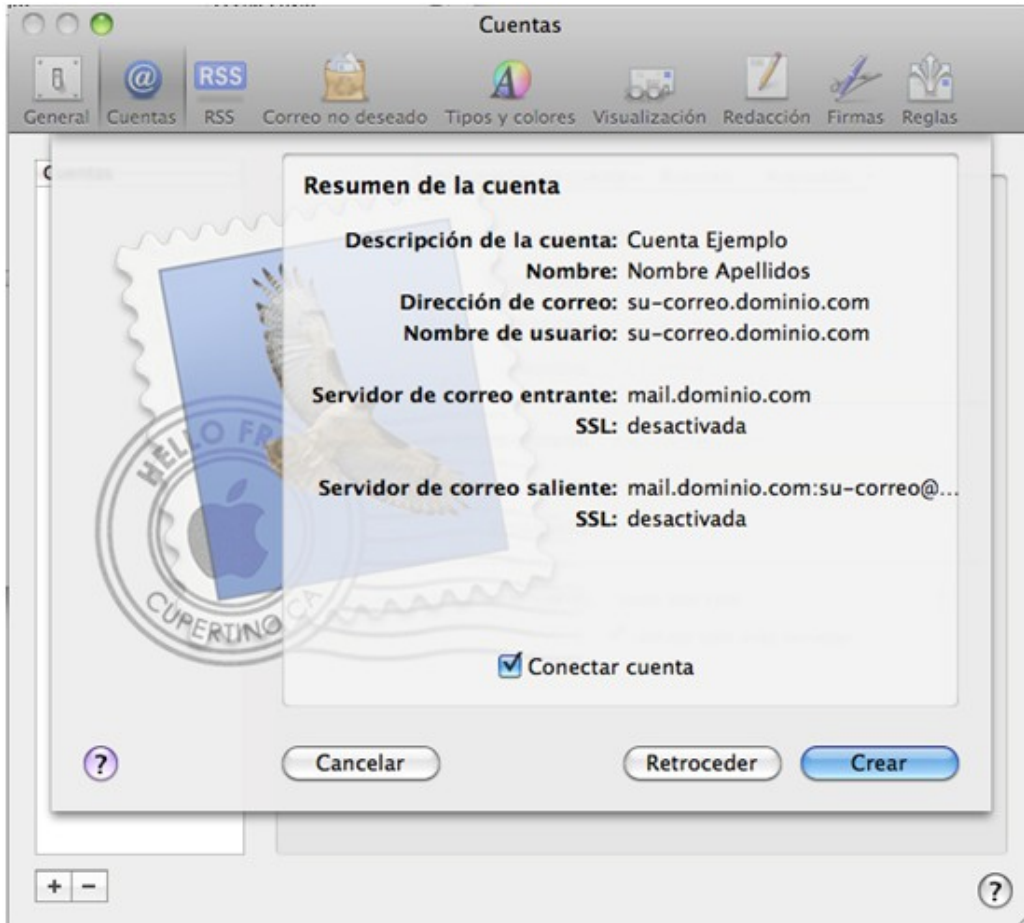 Cuentas
RSS
General Cuentas RSS Correo no deseado Tipos y colores Visualización Redacción Firmas Reglas
Resumen de la cuenta
Descripción de la cuenta: Cuenta Ejemplo
Nombre: Nombre Apellidos
Dirección de correo: su-correo.dominio.com
Nombre de usuario: su-correo.dominio.com
Servidor de correo entrante: mail.dominio.com
SSL: desactivada
Servidor de correo saliente: mail.dominio.com:su-correo@...
SSL: desactivada
HELLO FR
CUPERTINO CA
Conectar cuenta
? Cancelar Retroceder Crear
+ −
?